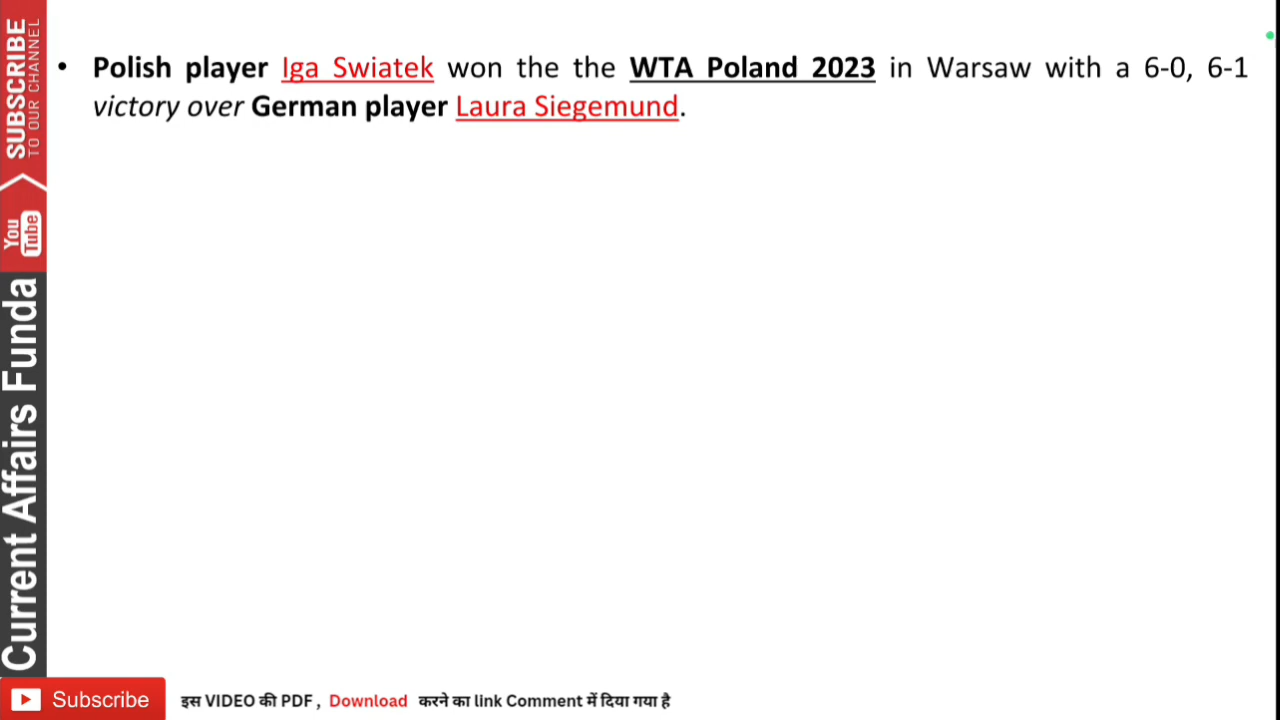 • Polish player Iga Swiatek won the the WTA Poland 2023 in Warsaw with a 6-0, 6-1
victory over German player Laura Siegemund.
SUBSCRIBE
TO OUR CHANNEL
You
Tube
Current Affairs Funda
Subscribe
इस VIDEO की PDF , Download करने का link Comment में दिया गया है